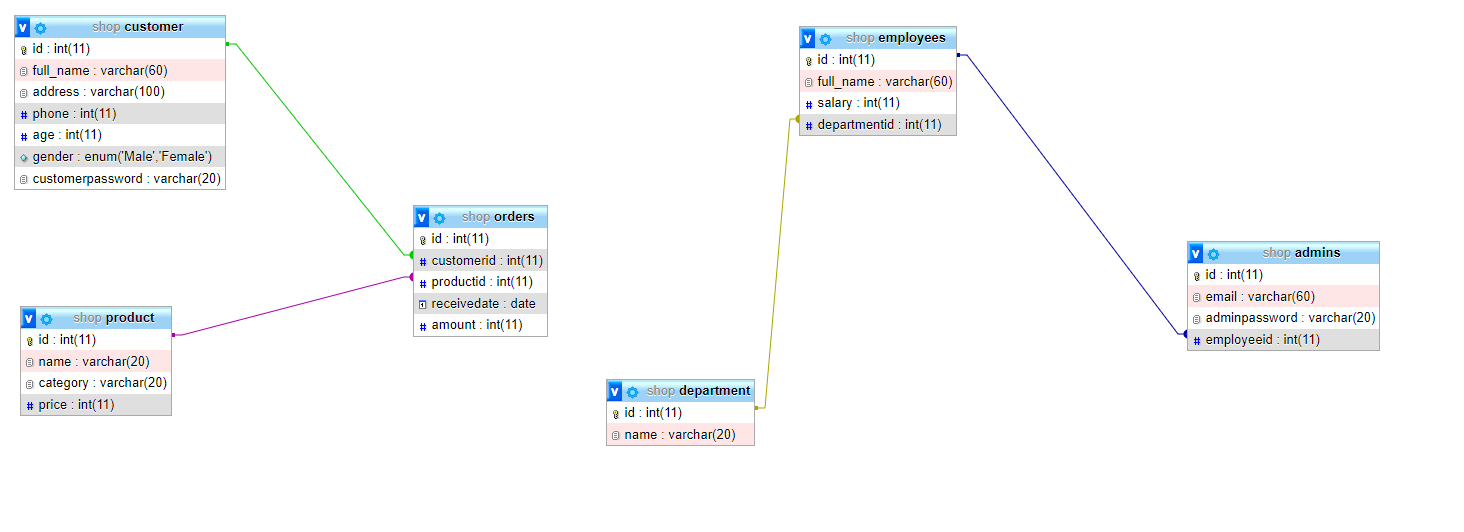 shop customer
id : int(11)
full_name : varchar(60)
address : varchar(100)
phone : int(11)
age : int(11)
gender : enum('Male','Female')
customerpassword : varchar(20)
shop product
id : int(11)
name : varchar(20)
category : varchar(20)
price : int(11)
shop orders
id : int(11)
customerid : int(11)
productid : int(11)
receivedate : date
amount : int(11)
shop department
id : int(11)
name : varchar(20)
shop employees
id : int(11)
full_name : varchar(60)
salary : int(11)
departmentid : int(11)
shop admins
id : int(11)
email : varchar(60)
adminpassword : varchar(20)
employeeid : int(11)